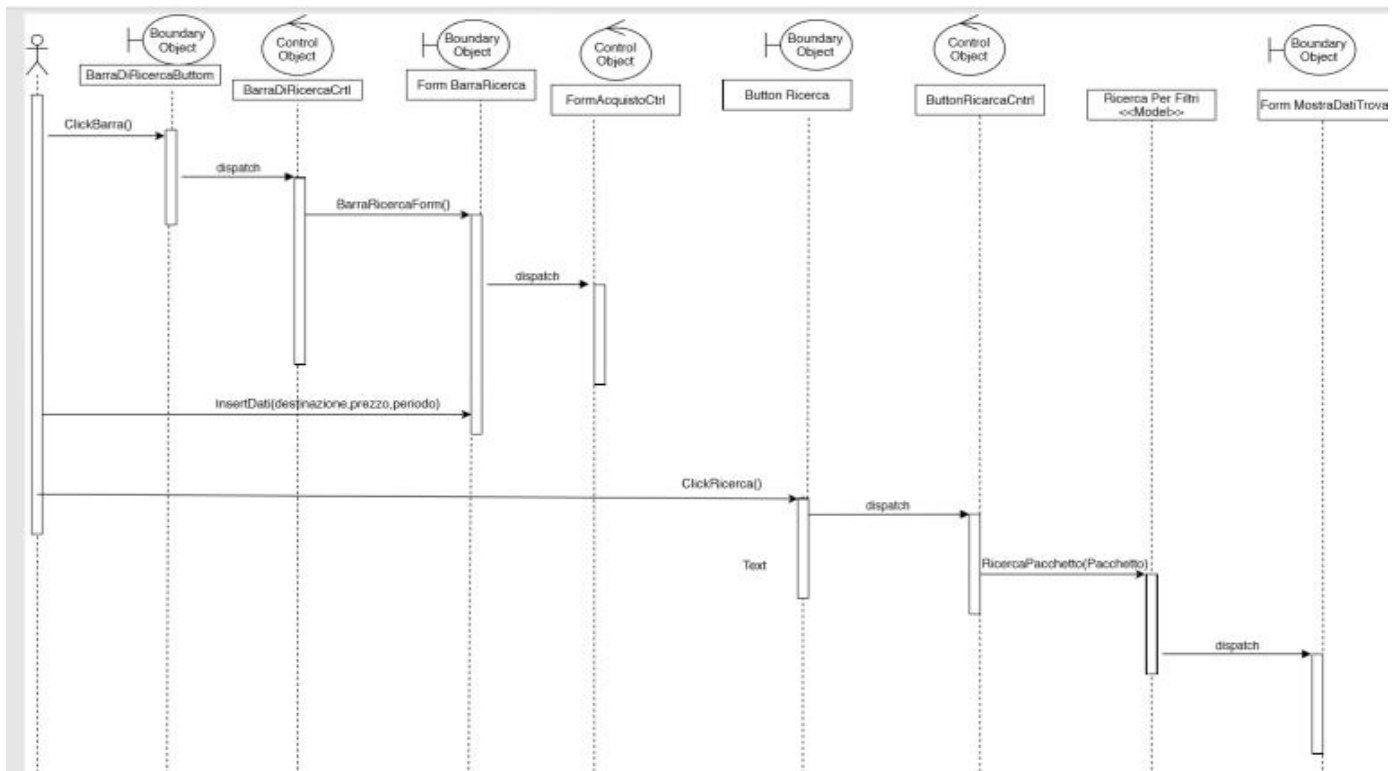 Boundary
Object
BarraDiRicercaButtom
Control
Object
BarraDiRicercaCrtl
Boundary
Object
Form BarraRicerca
Control
Object
FormAcquistoCtrl
Boundary
Object
Button Ricerca
Control
Object
ButtonRicarcaCntrl
Ricerca Per Filtri
<<Model>>
Boundary
Object
Form MostraDatiTrova
ClickBarra()
dispatch
BarraRicercaForm()
dispatch
InsertDati(destinazione,prezzo,periodo)
ClickRicerca()
dispatch
Text
RicercaPacchetto(Pacchetto)
dispatch